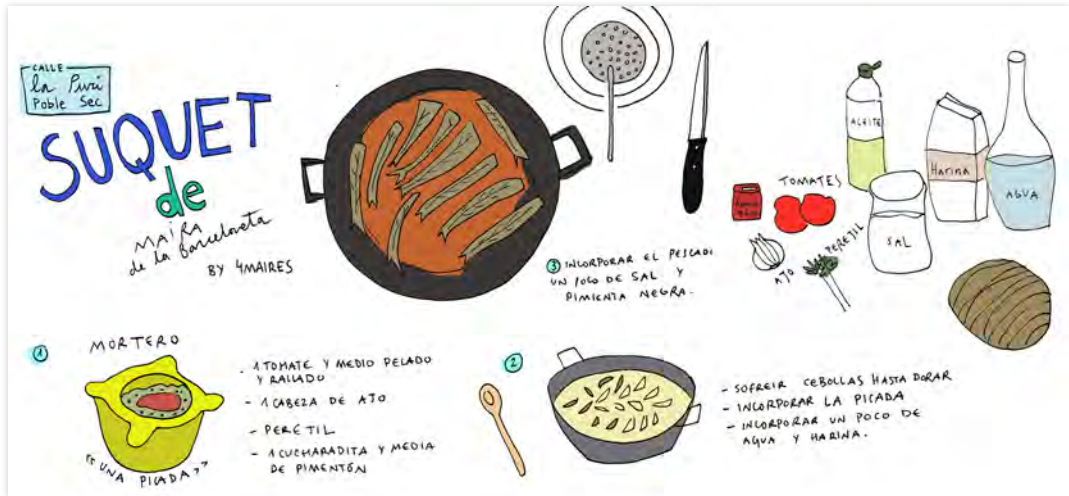 CALLE
la Puri
Poble Sec
SUQUET
de
MAIRA
de la Barceloneta
BY 4MAIRES
ACEITE
Harina
AGUA
TOMATES
SAL
AJO
PEREJIL
3 INCORPORAR EL PESCADO
UN POCO DE SAL Y
PIMIENTA NEGRA.
1
MORTERO
- 1 TOMATE Y MEDIO PELADO
Y RALLADO
- 1 CABEZA DE AJO
- PEREJIL
- 1 CUCHARADITA Y MEDIA
DE PIMENTÓN
"UNA PICADA"
2
- SOFREIR CEBOLLAS HASTA DORAR
- INCORPORAR LA PICADA
- INCORPORAR UN POCO DE
AGUA Y HARINA.